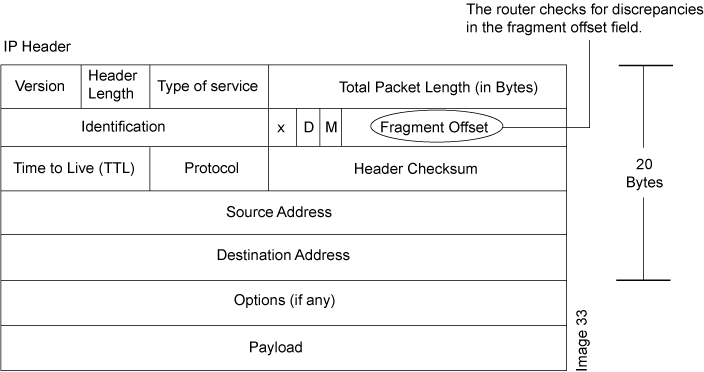 The router checks for discrepancies
in the fragment offset field.
IP Header
Version
Header
Length
Type of service
Total Packet Length (in Bytes)
Identification
x
D
M
Fragment Offset
Time to Live (TTL)
Protocol
Header Checksum
20
Bytes
Source Address
Destination Address
Options (if any)
Payload
Image 33